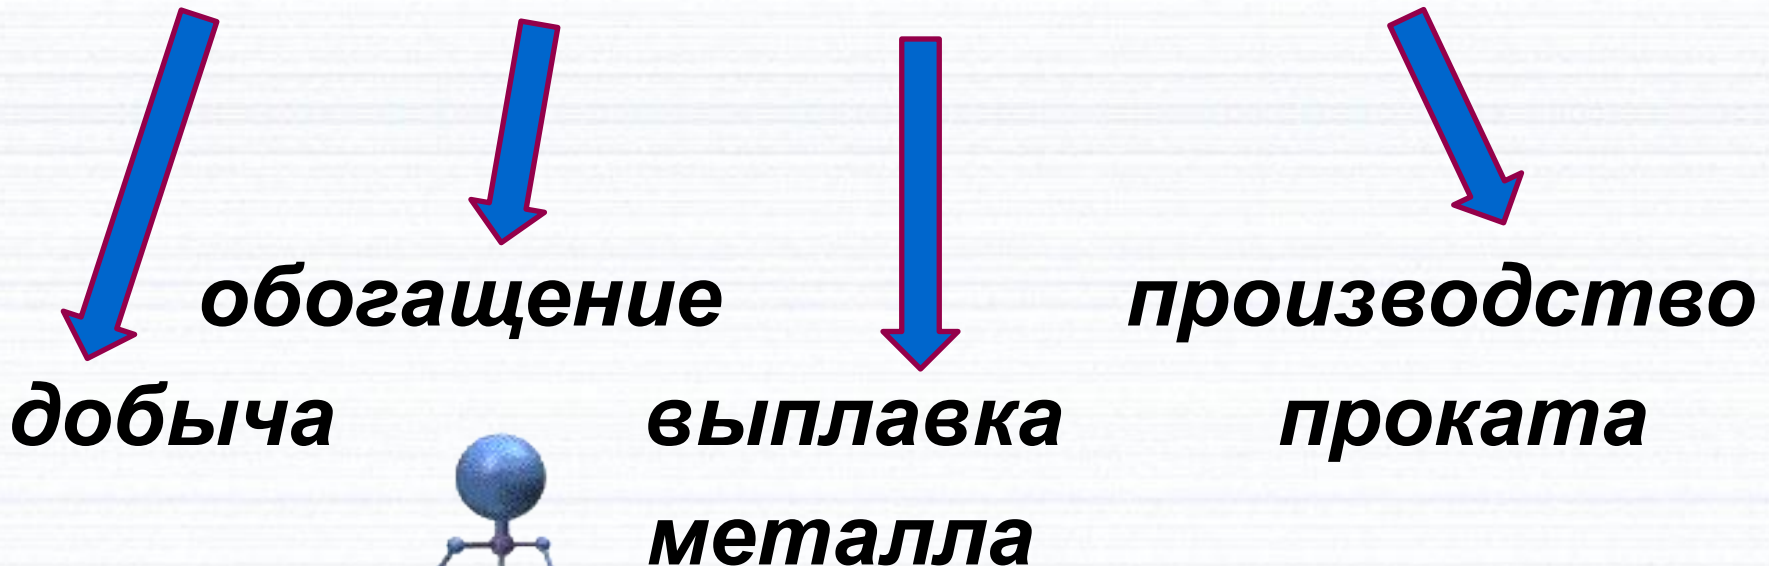 обогащение
производство
добыча
выплавка
проката
металла